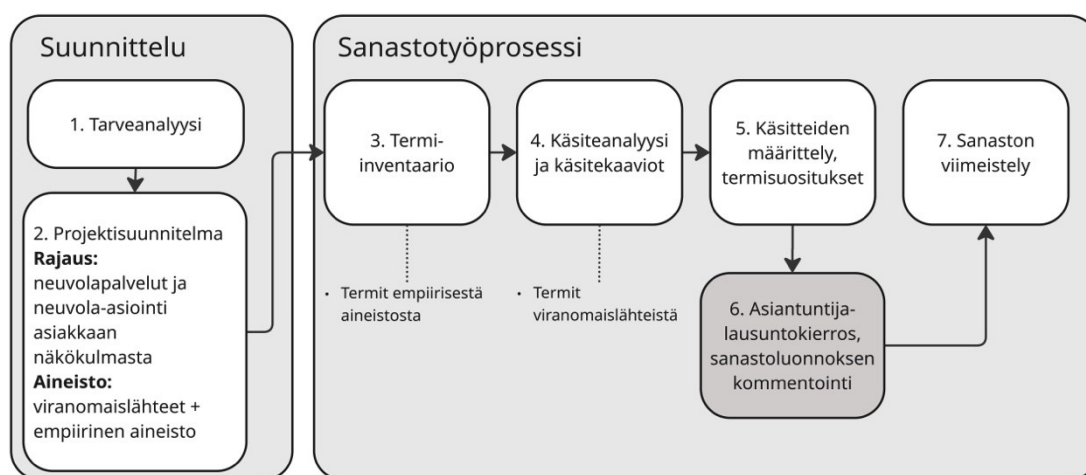 Suunnittelu
1. Tarveanalyysi
2. Projektisuunnitelma
Rajaus:
neuvolapalvelut ja
neuvola-asiointi
asiakkaan
näkökulmasta
Aineisto:
viranomaislähteet +
empiirinen aineisto
Sanastotyöprosessi
3. Termi-
inventaario
• Termit empiirisestä
aineistosta
4. Käsiteanalyysi
ja käsitekaaviot
• Termit
viranomaislähteistä
5. Käsitteiden
määrittely,
termisuositukset
6. Asiantuntija-
lausuntokierros,
sanastoluonnoksen
kommentointi
7. Sanaston
viimeistely